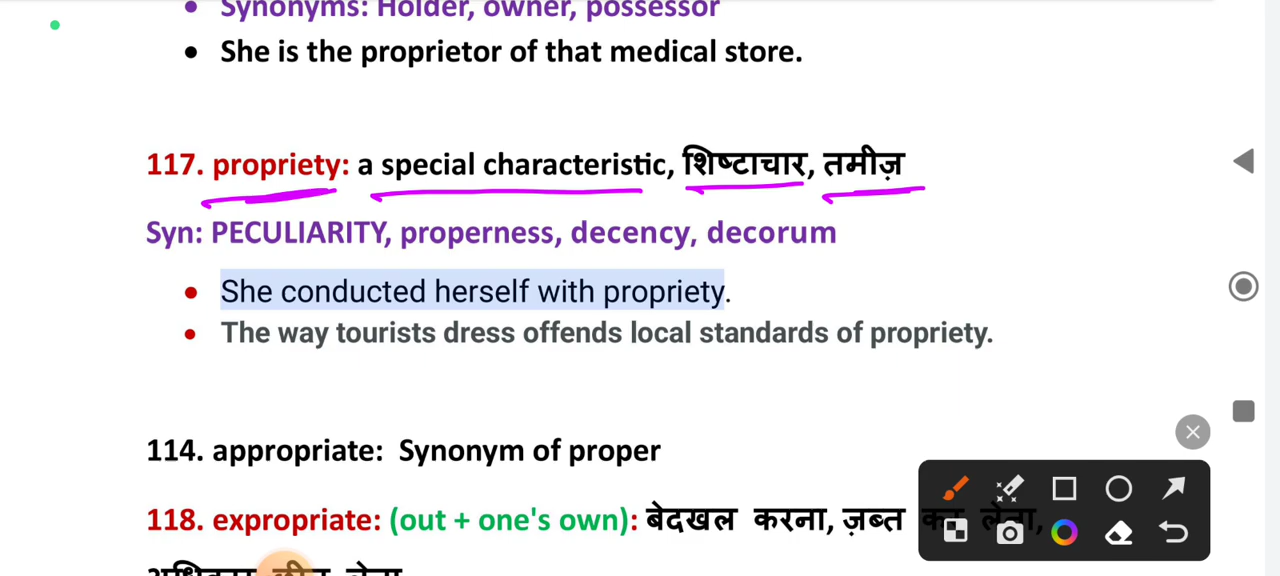 Synonyms: Holder, owner, possessor
She is the proprietor of that medical store.
117. propriety: a special characteristic, शिष्टाचार, तमीज़
Syn: PECULIARITY, properness, decency, decorum
She conducted herself with propriety.
The way tourists dress offends local standards of propriety.
114. appropriate: Synonym of proper
118. expropriate: (out + one's own): बेदखल करना, ज़ब्त कर लेना,